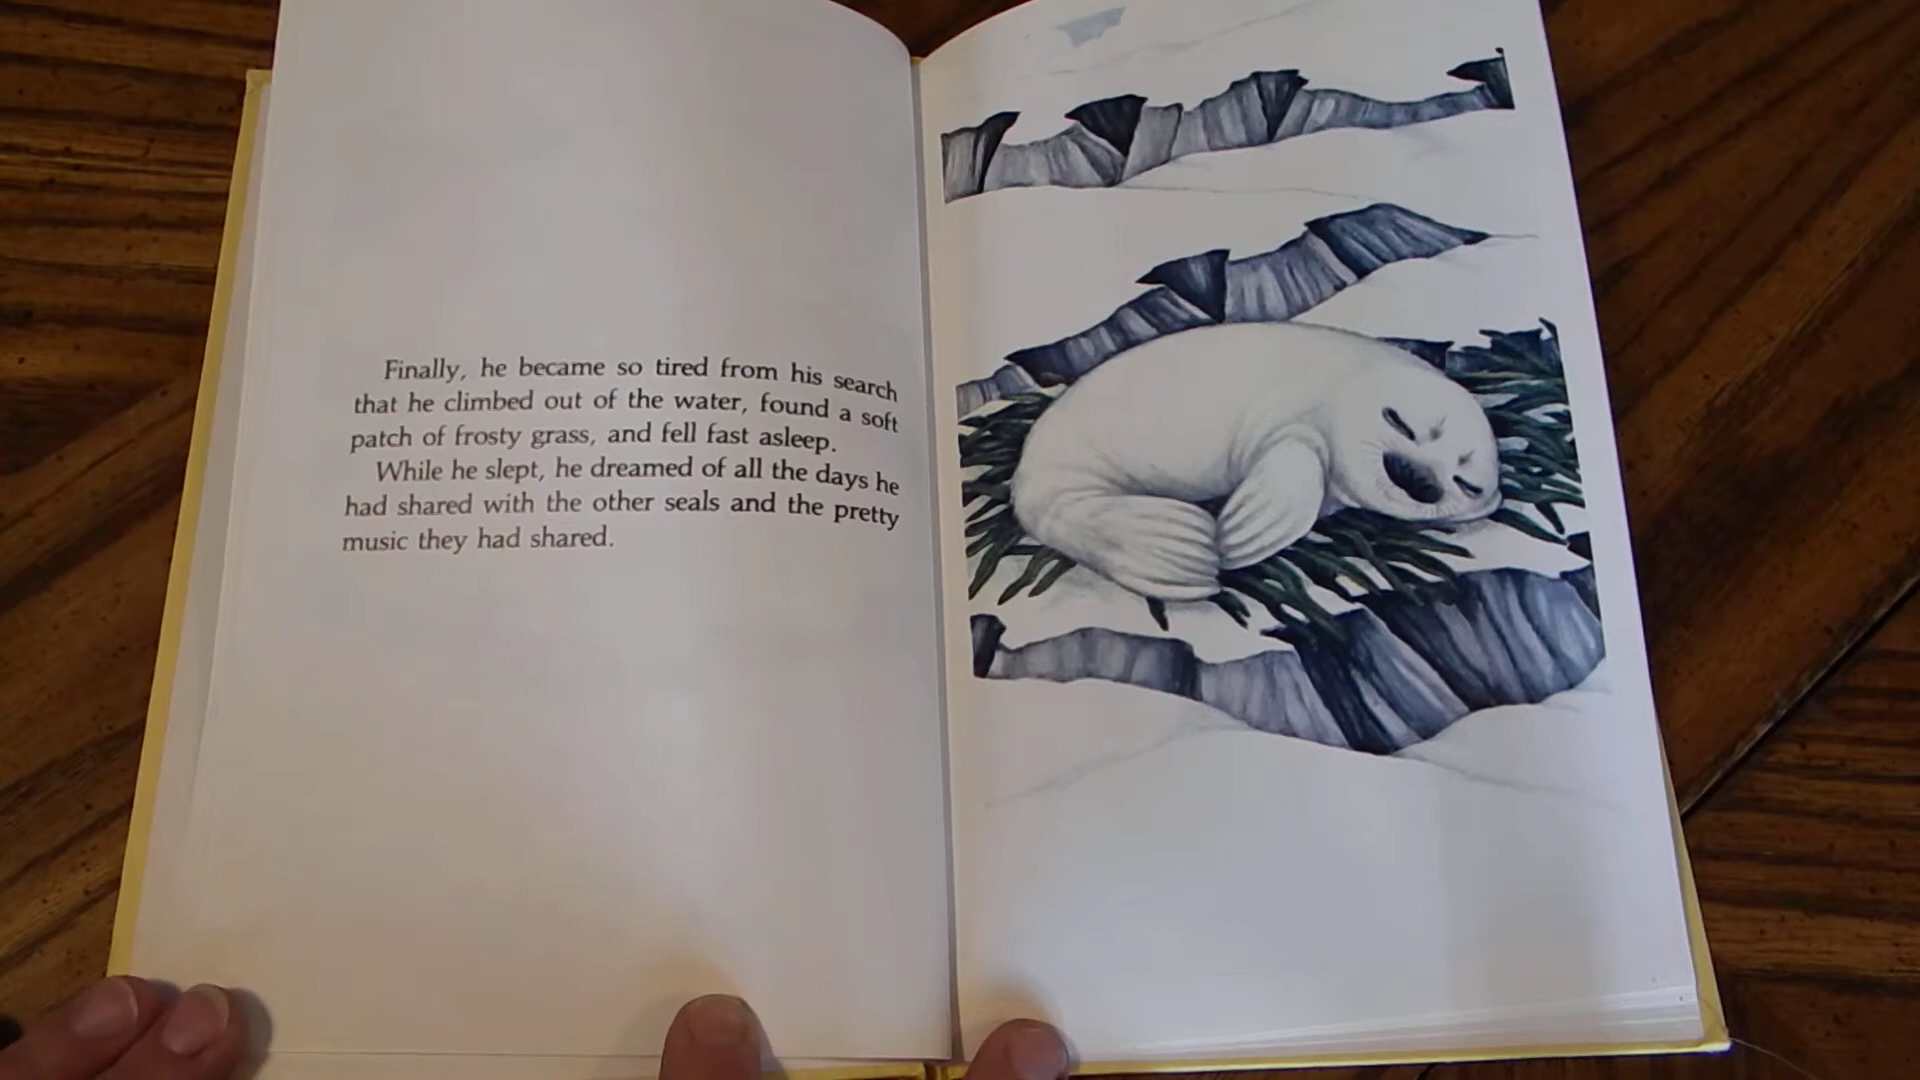 Finally, he became so tired from his search
that he climbed out of the water, found a soft
patch of frosty grass, and fell fast asleep.
While he slept, he dreamed of all the days he
had shared with the other seals and the pretty
music they had shared.